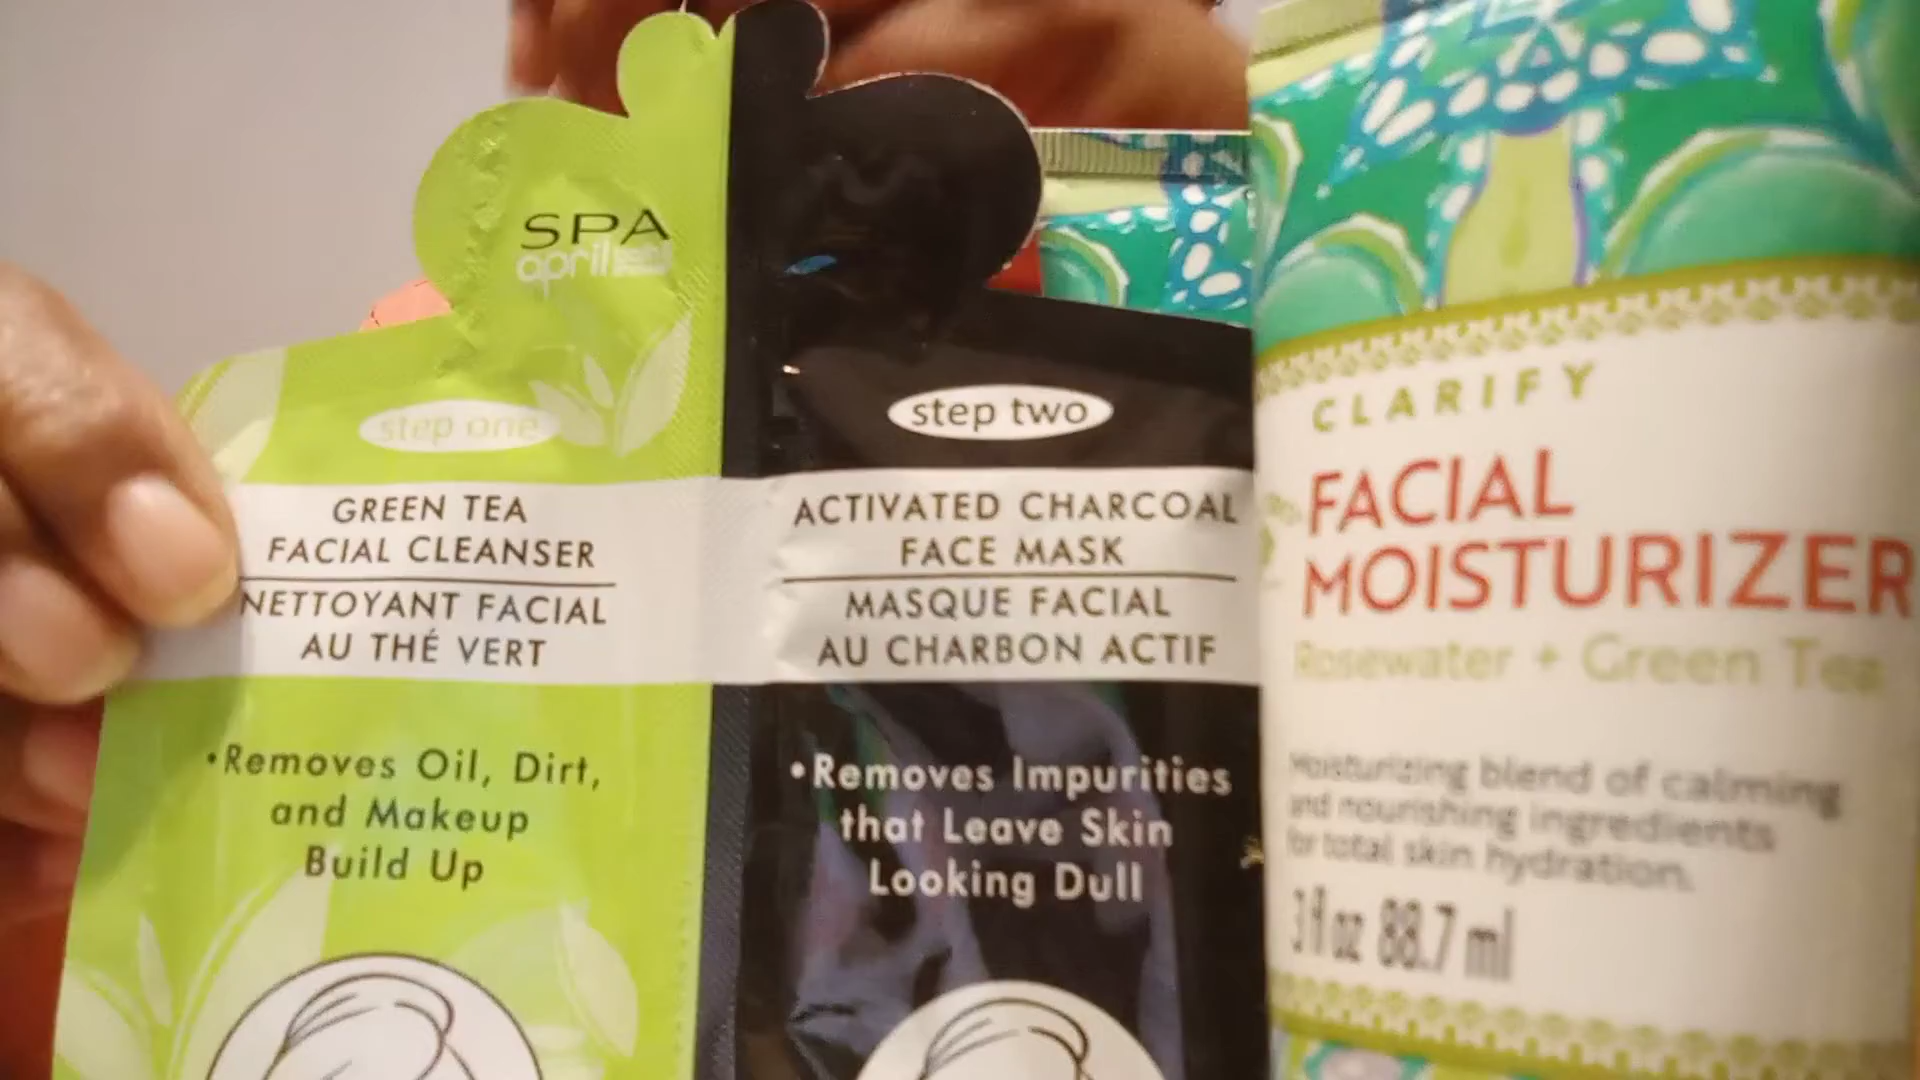 SPA
april
step one
GREEN TEA
FACIAL CLEANSER
NETTOYANT FACIAL
AU THÉ VERT
•Removes Oil, Dirt,
and Makeup
Build Up
step two
ACTIVATED CHARCOAL
FACE MASK
MASQUE FACIAL
AU CHARBON ACTIF
•Removes Impurities
that Leave Skin
Looking Dull
CLARIFY
FACIAL
MOISTURIZER
Rosewater + Green Tea
Moisturizing blend of calming
and nourishing ingredients
for total skin hydration.
3 fl oz 88.7 ml